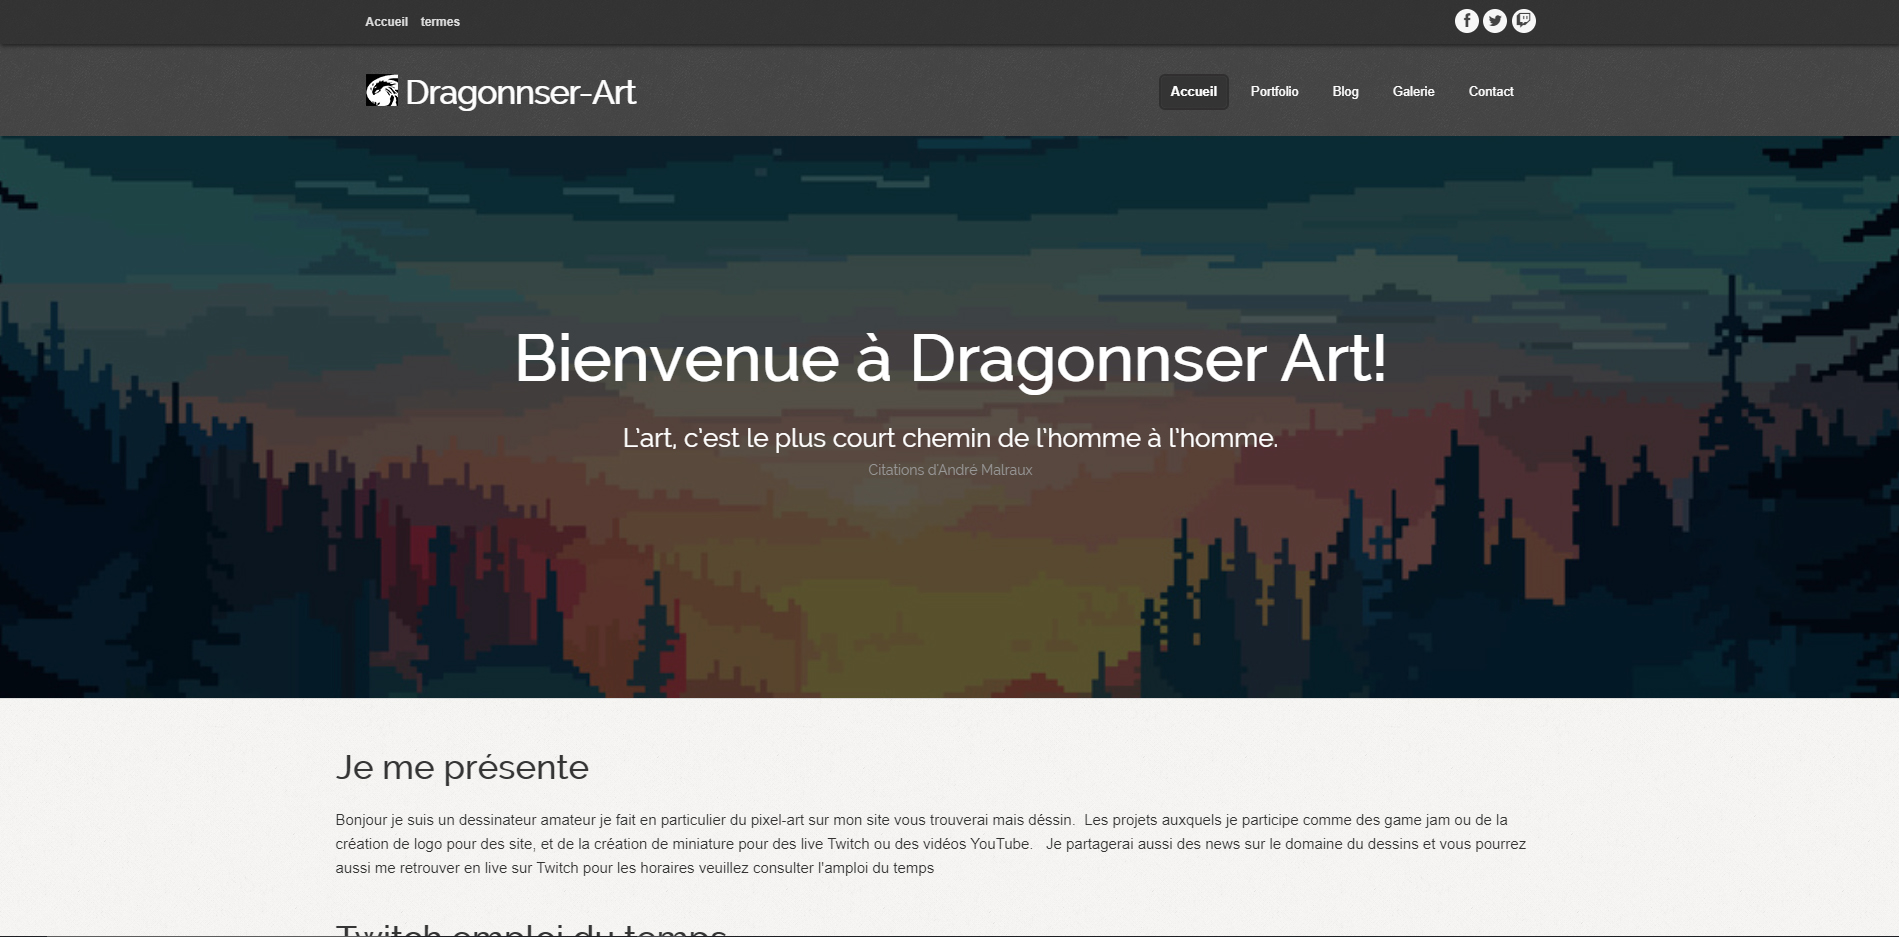 Accueil termes
Dragonnser-Art
Accueil Portfolio Blog Galerie Contact
Bienvenue à Dragonnser Art!
L'art, c'est le plus court chemin de l'homme à l'homme.
Citations d'André Malraux
Je me présente
Bonjour je suis un dessinateur amateur je fait en particulier du pixel-art sur mon site vous trouverai mais déssin.  Les projets auxquels je participe comme des game jam ou de la
création de logo pour des site, et de la création de miniature pour des live Twitch ou des vidéos YouTube.   Je partagerai aussi des news sur le domaine du dessins et vous pourrez
aussi me retrouver en live sur Twitch pour les horaires veuillez consulter l'amploi du temps
Twitch emploi du temps